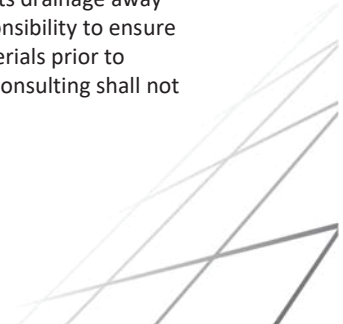 ts drainage away
onsibility to ensure
erials prior to
onsulting shall not